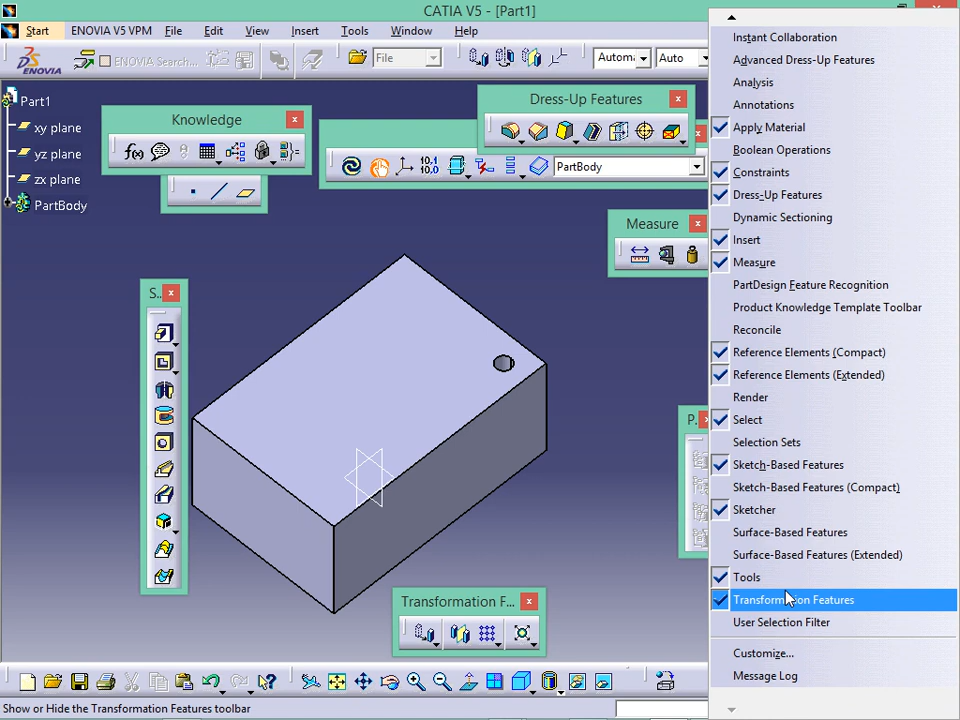 CATIA V5 - [Part1]
Start ENOVIA V5 VPM File Edit View Insert Tools Window Help
ENOVIA
ENOVIA Search...
File
Auto
Part1
xy plane
yz plane
zx plane
PartBody
Knowledge
f(x)
Dress-Up Features
10.1
10.0
PartBody
Measure
S..
P.
Transformation F...
Instant Collaboration
Advanced Dress-Up Features
Analysis
Annotations
Apply Material
Boolean Operations
Constraints
Dress-Up Features
Dynamic Sectioning
Insert
Measure
PartDesign Feature Recognition
Product Knowledge Template Toolbar
Reconcile
Reference Elements (Compact)
Reference Elements (Extended)
Render
Select
Selection Sets
Sketch-Based Features
Sketch-Based Features (Compact)
Sketcher
Surface-Based Features
Surface-Based Features (Extended)
Tools
Transformation Features
User Selection Filter
Customize...
Message Log
Show or Hide the Transformation Features toolbar